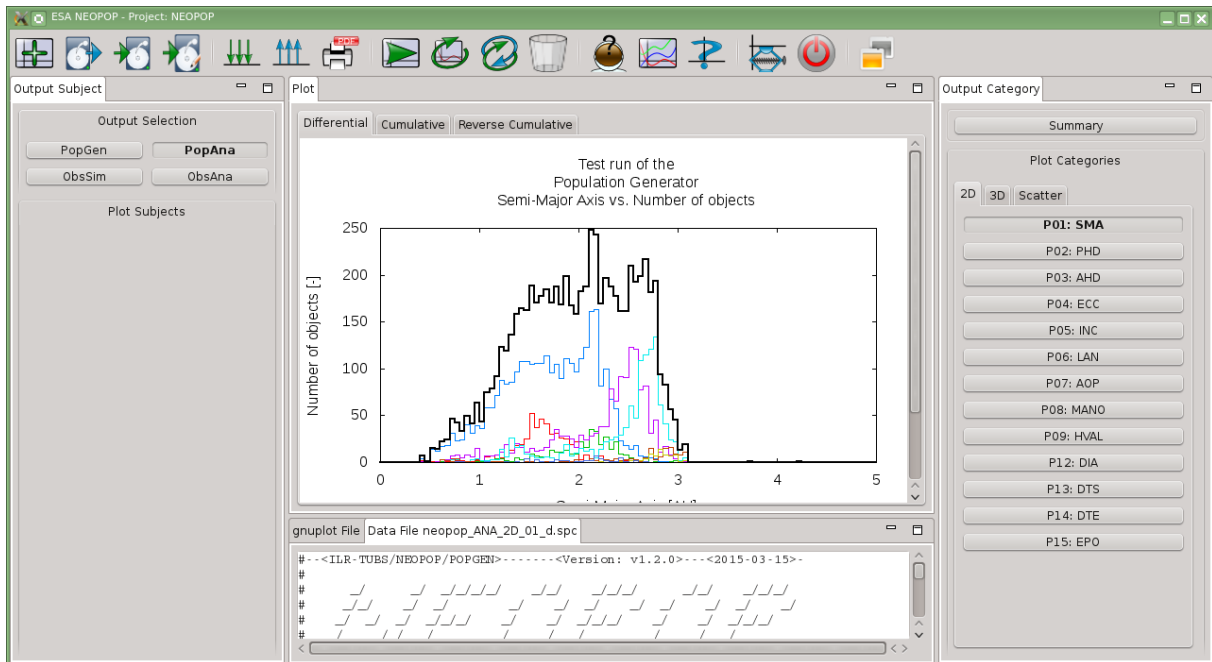 ESA NEOPOP - Project: NEOPOP
PDF
Output Subject
Output Selection
PopGen
PopAna
ObsSim
ObsAna
Plot Subjects
Plot
Differential
Cumulative
Reverse Cumulative
Test run of the
Population Generator
Semi-Major Axis vs. Number of objects
Number of objects [-]
250
200
150
100
50
0
0 1 2 3 4 5
Semi-Major Axis [AU]
gnuplot File
Data File neopop_ANA_2D_01_d.spc
#--<ILR-TUBS/NEOPOP/POPGEN>-------<Version: v1.2.0>---<2015-03-15>-
#
#
#
#
#
Output Category
Summary
Plot Categories
2D
3D
Scatter
P01: SMA
P02: PHD
P03: AHD
P04: ECC
P05: INC
P06: LAN
P07: AOP
P08: MANO
P09: HVAL
P12: DIA
P13: DTS
P14: DTE
P15: EPO